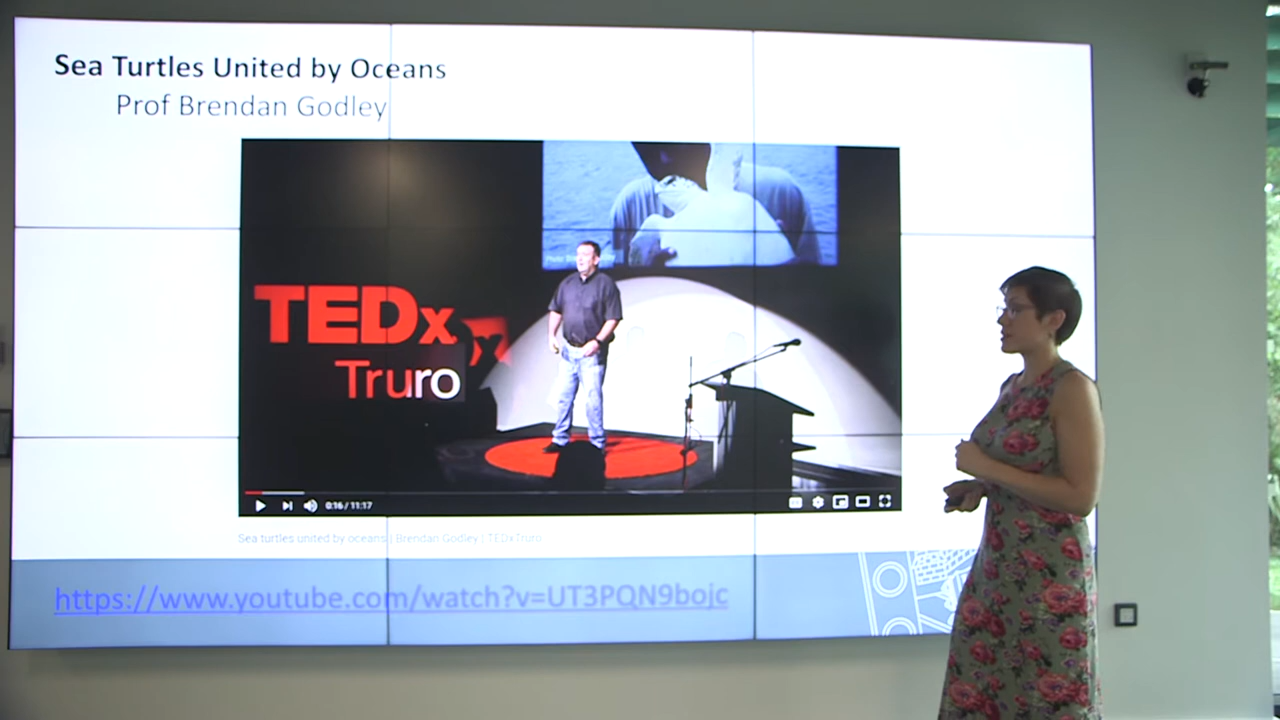 Sea Turtles United by Oceans
Prof Brendan Godley
TEDx
x
Truro
0:16 / 11:17
Sea turtles united by oceans | Brendan Godley | TEDxTruro
https://www.youtube.com/watch?v=UT3PQN9bojc